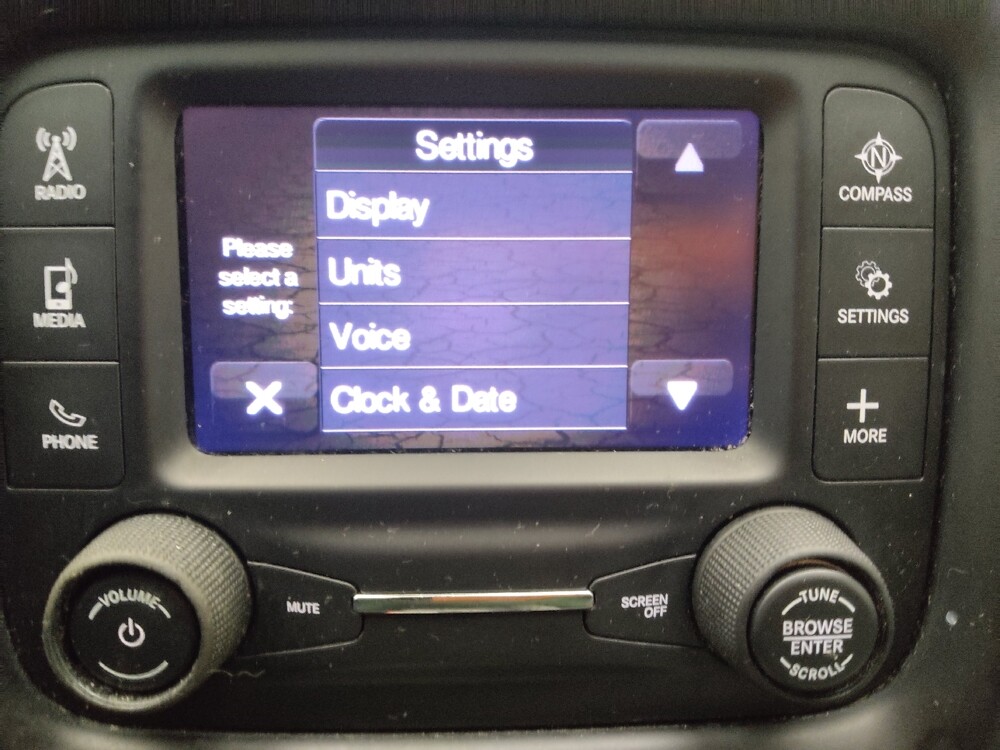 Settings
Display
Units
Voice
Clock & Date
Please
select a
setting:
RADIO
MEDIA
PHONE
N
COMPASS
SETTINGS
MORE
VOLUME
MUTE
SCREEN
OFF
TUNE
BROWSE
ENTER
SCROLL